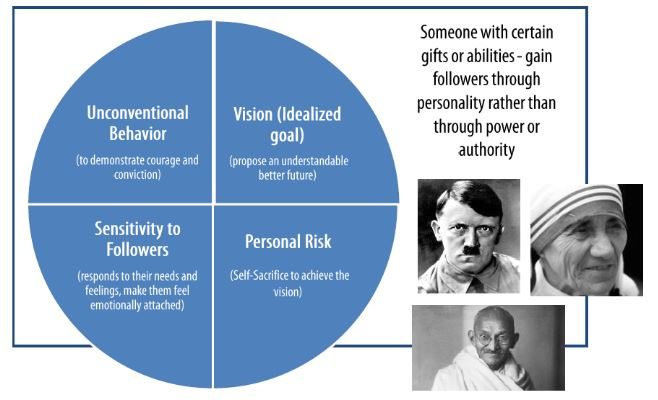 Unconventional
Behavior
(to demonstrate courage and
conviction)
Vision (Idealized
goal)
(propose an understandable
better future)
Sensitivity to
Followers
(responds to their needs and
feelings, make them feel
emotionally attached)
Personal Risk
(Self-Sacrifice to achieve the
vision)
Someone with certain
gifts or abilities - gain
followers through
personality rather than
through power or
authority